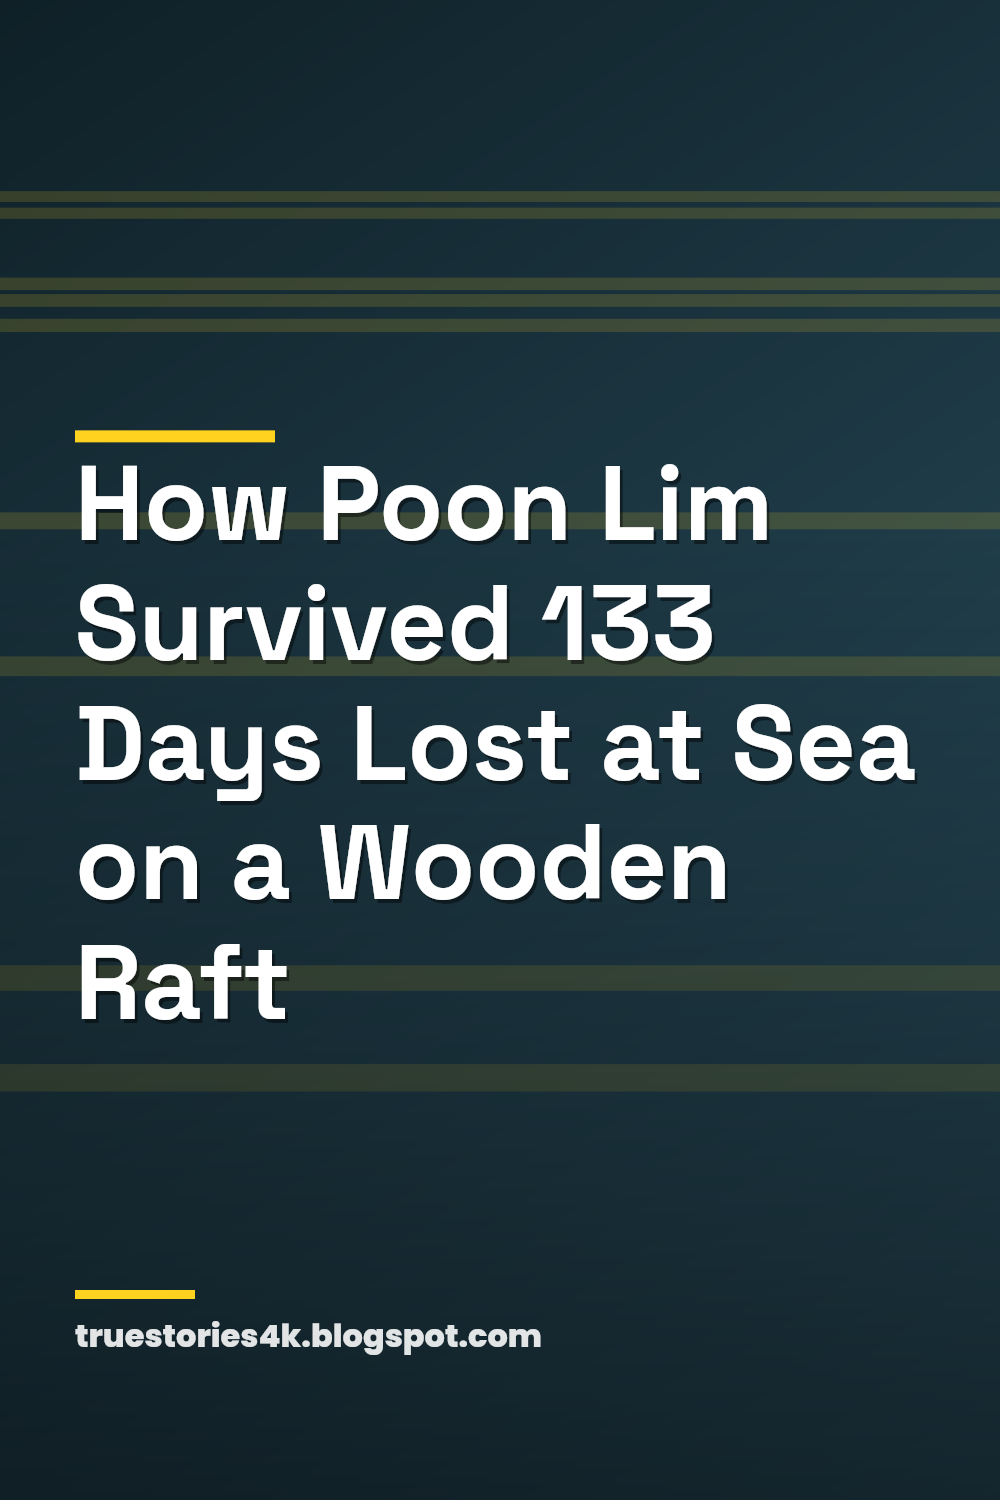 How Poon Lim
Survived 133
Days Lost at Sea
on a Wooden
Raft
truestories4k.blogspot.com